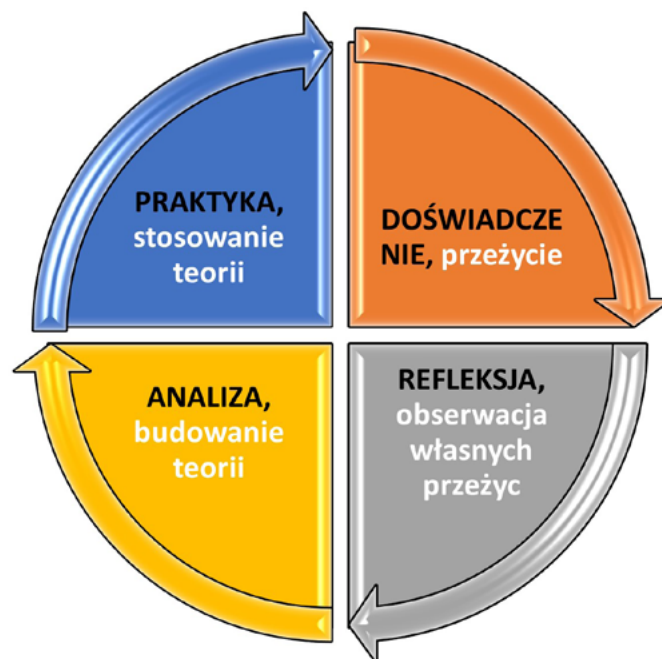 PRAKTYKA,
stosowanie
teorii
DOŚWIADCZE
NIE, przeżycie
ANALIZA,
budowanie
teorii
REFLEKSJA,
obserwacja
własnych
przeżyc